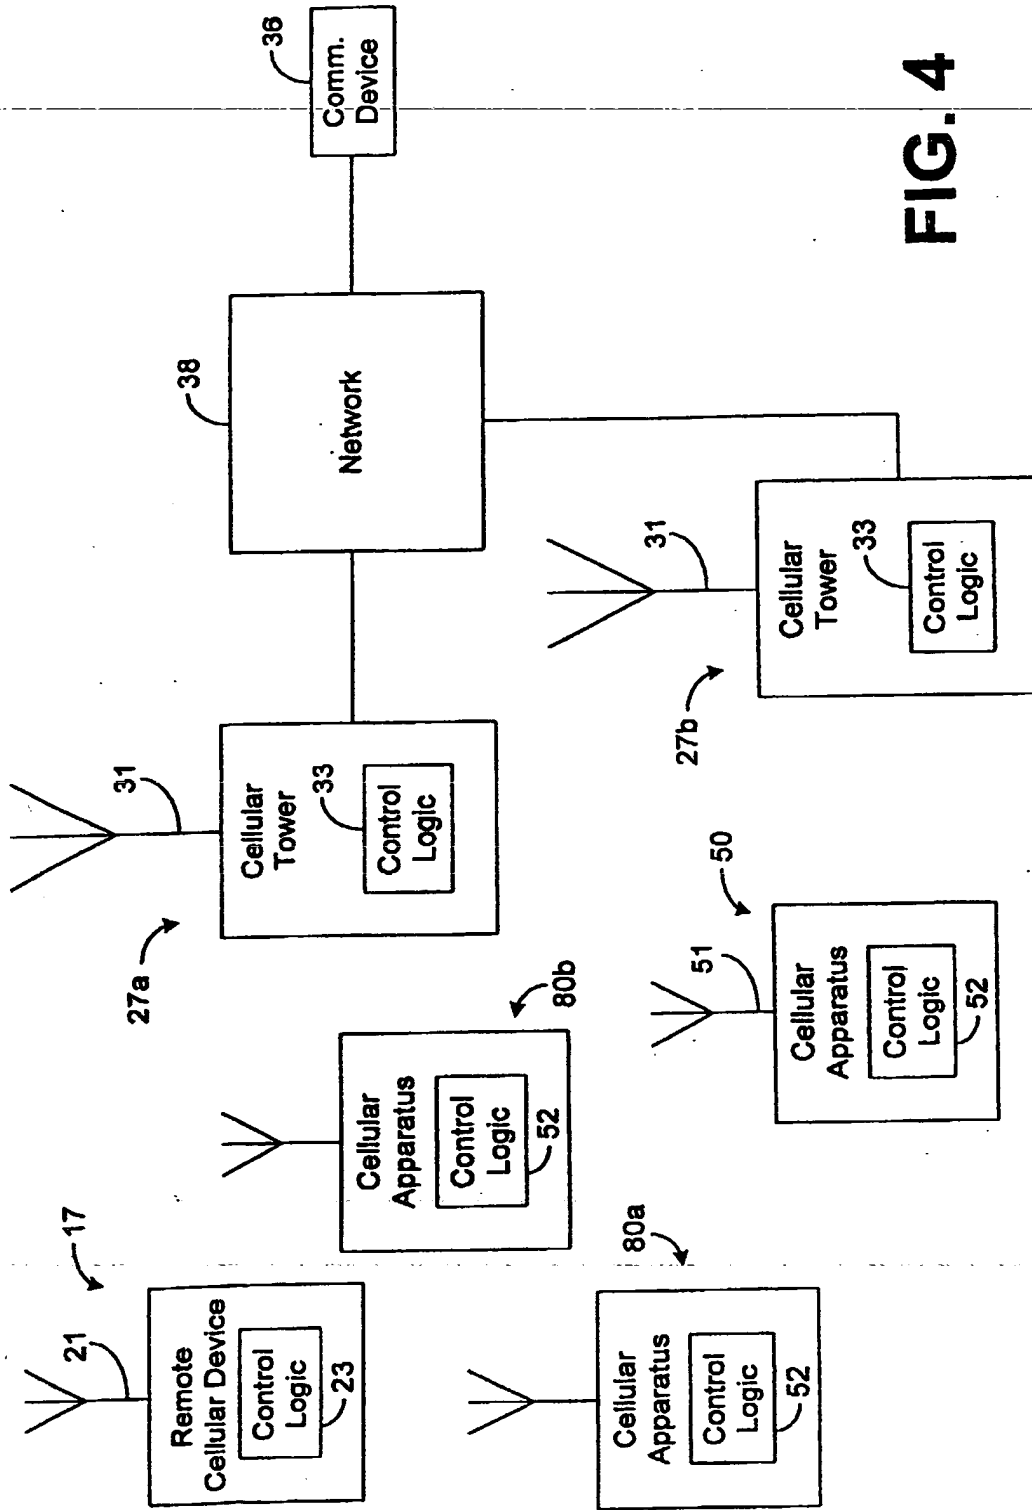 36
Comm.
Device
38
Network
31
Cellular
Tower
33
Control
Logic
27a
31
Cellular
Tower
33
Control
Logic
27b
80b
Cellular
Apparatus
Control
Logic
52
50
51
Cellular
Apparatus
Control
Logic
52
17
21
Remote
Cellular Device
Control
Logic
23
80a
Cellular
Apparatus
Control
Logic
52
FIG. 4